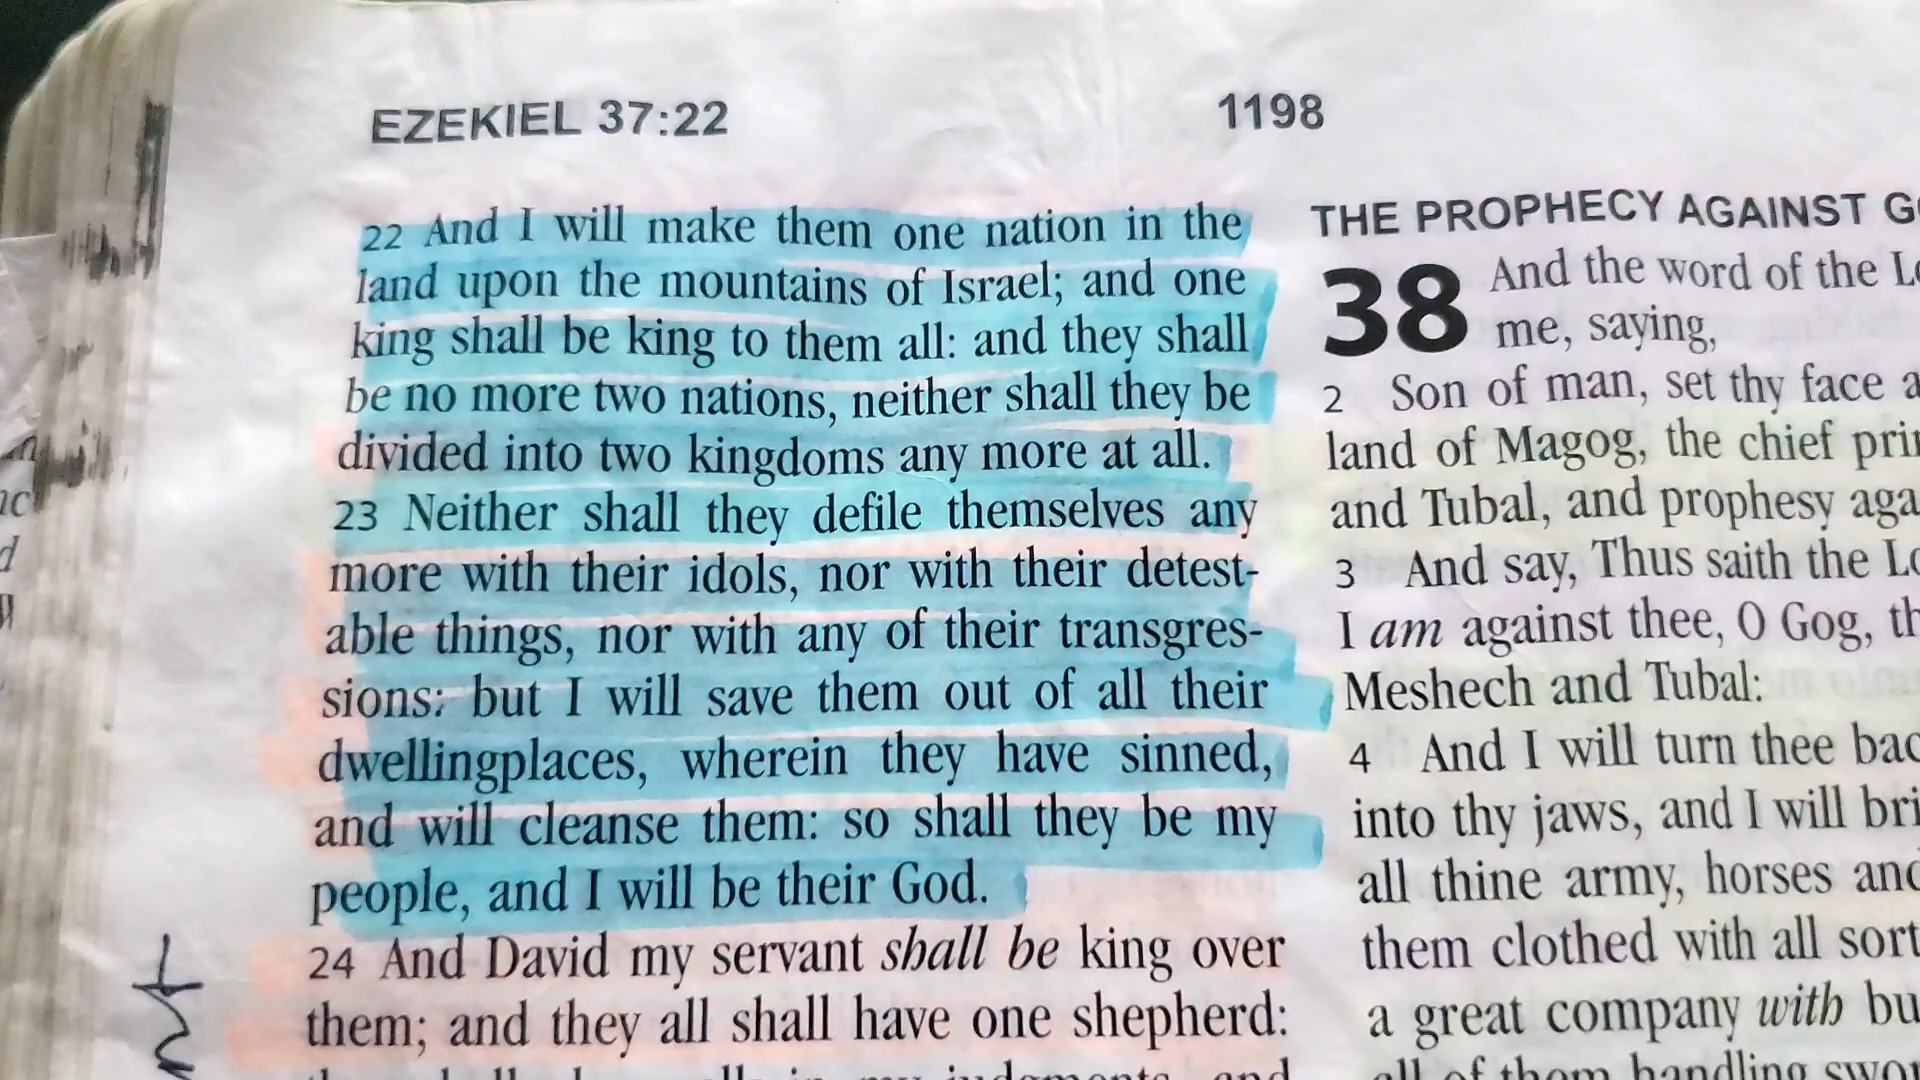 EZEKIEL 37:22
1198
22 And I will make them one nation in the
land upon the mountains of Israel; and one
king shall be king to them all: and they shall
be no more two nations, neither shall they be
divided into two kingdoms any more at all.
23 Neither shall they defile themselves any
more with their idols, nor with their detest-
able things, nor with any of their transgres-
sions: but I will save them out of all their
dwellingplaces, wherein they have sinned,
and will cleanse them: so shall they be my
people, and I will be their God.
24 And David my servant shall be king over
them; and they all shall have one shepherd:
THE PROPHECY AGAINST
38 And the word of the
me, saying,
2 Son of man, set thy face
land of Magog, the chief
and Tubal, and prophesy
3 And say, Thus saith the
I am against thee, O Gog,
Meshech and Tubal:
4 And I will turn thee
into thy jaws, and I will
all thine army, horses
them clothed with all
a great company with